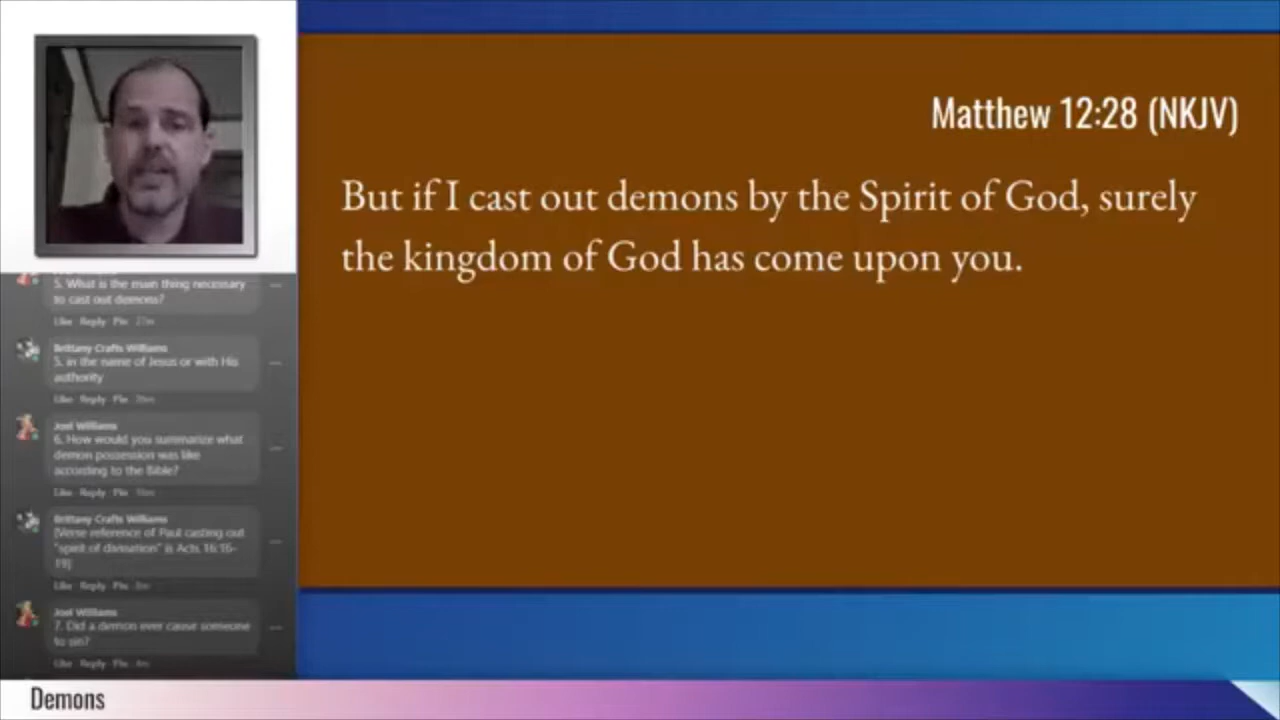 Matthew 12:28 (NKJV)
But if I cast out demons by the Spirit of God, surely
the kingdom of God has come upon you.
5. What is the main thing necessary
to cast out demons?
Like Reply Pin 27m
Brittany Crafts Williams
5. in the name of Jesus or with His
authority
Like Reply Pin 26m
Joel Williams
6. How would you summarize what
demon possession was like
according to the Bible?
Like Reply Pin
Brittany Crafts Williams
[Verse reference of Paul casting out
"spirit of divination" is Acts 16:16-
19]
Like Reply Pin 8m
Joel Williams
7. Did a demon ever cause someone
to sin?
Like Reply Pin 4m
Demons